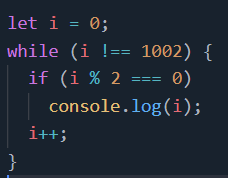 let i = 0;
while (i !== 1002) {
  if (i % 2 === 0)
    console.log(i);
  i++;
}